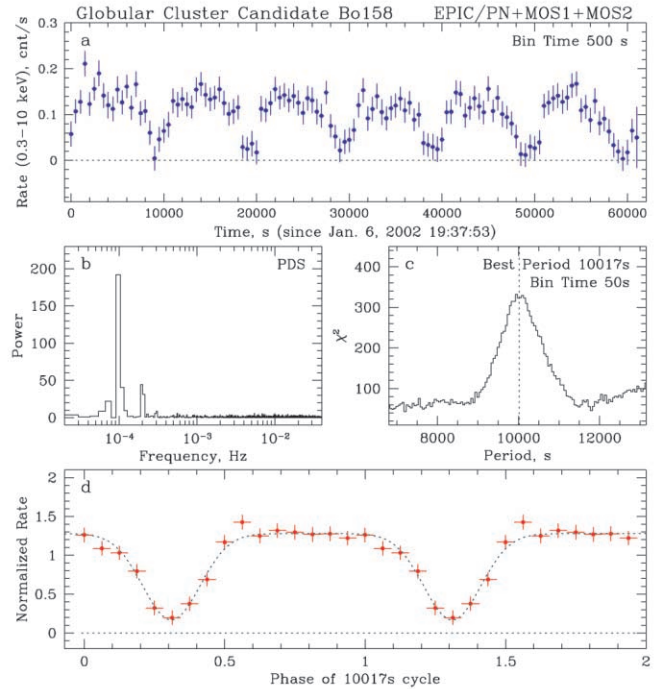 Globular Cluster Candidate Bo158 EPIC/PN+MOS1+MOS2
a
Bin Time 500 s
Rate (0.3−10 keV), cnt/s
0.3
0.2
0.1
0
0 10000 20000 30000 40000 50000 60000
Time, s (since Jan. 6, 2002 19:37:53)
b
PDS
Power
200
150
100
50
0
10⁻⁴ 10⁻³ 10⁻²
Frequency, Hz
c
Best Period 10017s
Bin Time 50s
χ²
400
300
200
100
8000 10000 12000
Period, s
d
Normalized Rate
2
1.5
1
0.5
0
0 0.5 1 1.5 2
Phase of 10017s cycle